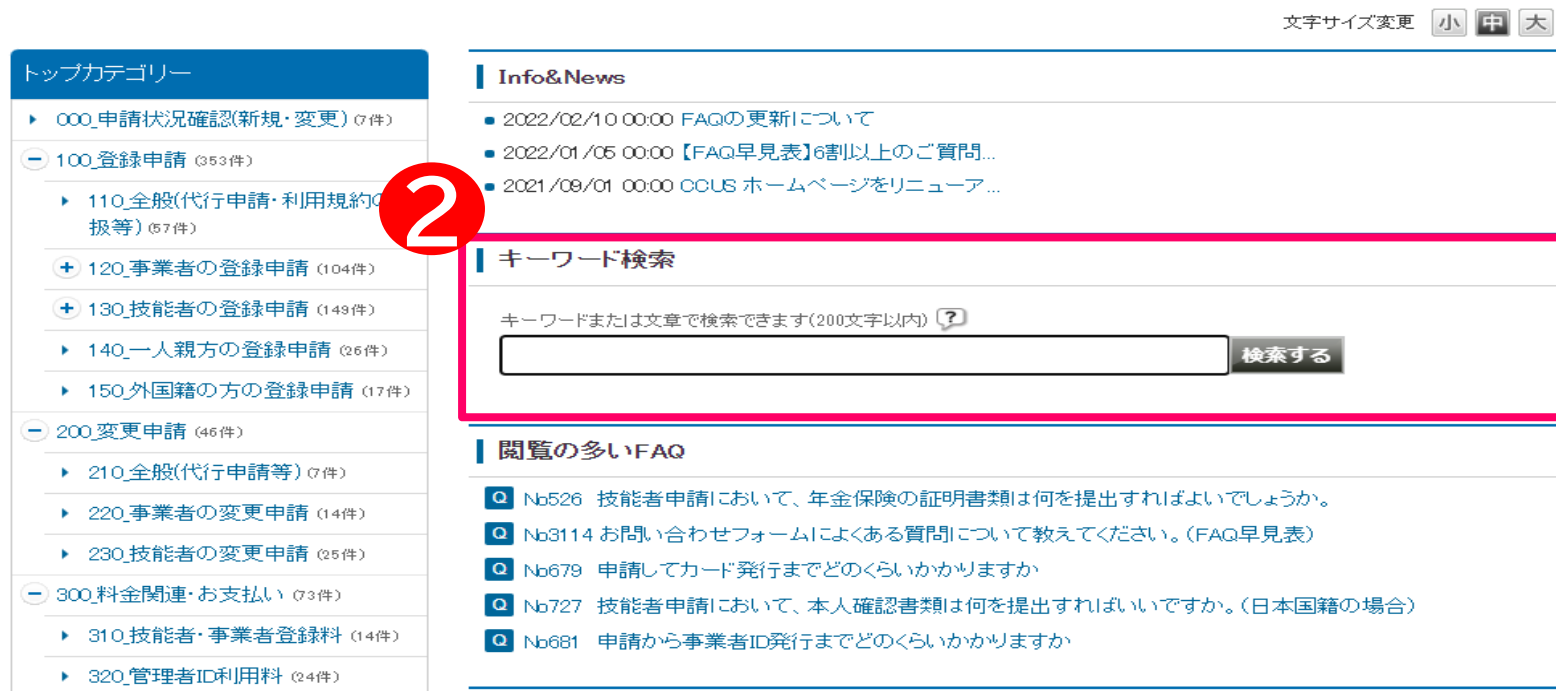 文字サイズ変更 小 中 大
トップカテゴリー
000_申請状況確認(新規・変更) (7件)
100_登録申請 (353件)
110_全般(代行申請・利用規約
扱等) (57件)
120_事業者の登録申請 (104件)
130_技能者の登録申請 (149件)
140_一人親方の登録申請 (26件)
150_外国籍の方の登録申請 (17件)
200_変更申請 (46件)
210_全般(代行申請等) (7件)
220_事業者の変更申請 (14件)
230_技能者の変更申請 (25件)
300_料金関連・お支払い (73件)
310_技能者・事業者登録料 (14件)
320_管理者ID利用料 (24件)
Info&News
2022/02/10 00:00 FAQの更新について
2022/01/05 00:00 【FAQ早見表】6割以上のご質問...
2021/09/01 00:00 CCUS ホームページをリニューア...
2
キーワード検索
キーワードまたは文章で検索できます(200文字以内) ?
検索する
閲覧の多いFAQ
Q No526 技能者申請において、年金保険の証明書類は何を提出すればよいでしょうか。
Q No3114 お問い合わせフォームによくある質問について教えてください。(FAQ早見表)
Q No679 申請してカード発行までどのくらいかかりますか
Q No727 技能者申請において、本人確認書類は何を提出すればいいですか。(日本国籍の場合)
Q No681 申請から事業者ID発行までどのくらいかかりますか